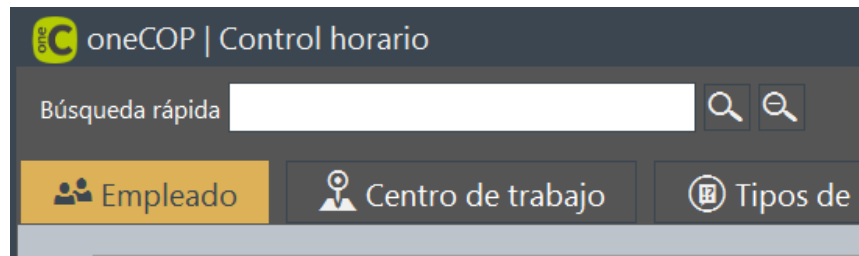 one C oneCOP | Control horario
Búsqueda rápida
Empleado Centro de trabajo Tipos de